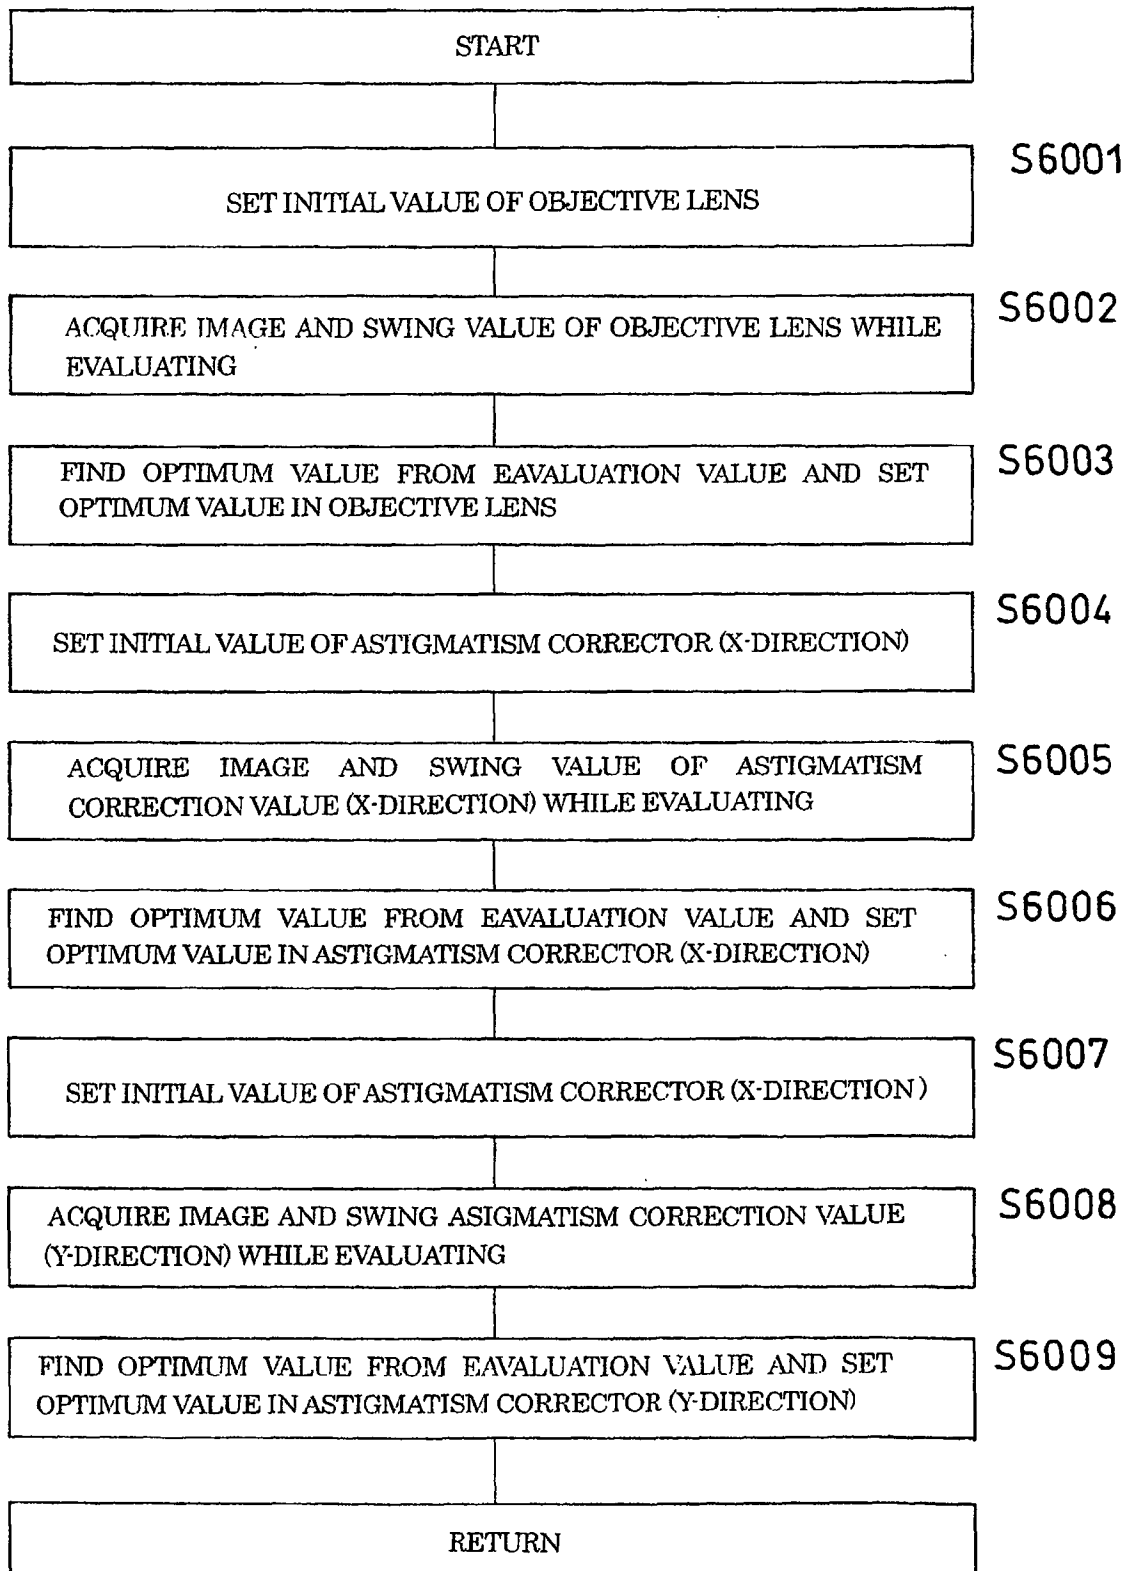 START
S6001
SET INITIAL VALUE OF OBJECTIVE LENS
S6002
ACQUIRE IMAGE AND SWING VALUE OF OBJECTIVE LENS WHILE
EVALUATING
S6003
FIND OPTIMUM VALUE FROM EAVALUATION VALUE AND SET
OPTIMUM VALUE IN OBJECTIVE LENS
S6004
SET INITIAL VALUE OF ASTIGMATISM CORRECTOR (X-DIRECTION)
S6005
ACQUIRE IMAGE AND SWING VALUE OF ASTIGMATISM
CORRECTION VALUE (X-DIRECTION) WHILE EVALUATING
S6006
FIND OPTIMUM VALUE FROM EAVALUATION VALUE AND SET
OPTIMUM VALUE IN ASTIGMATISM CORRECTOR (X-DIRECTION)
S6007
SET INITIAL VALUE OF ASTIGMATISM CORRECTOR (X-DIRECTION )
S6008
ACQUIRE IMAGE AND SWING ASIGMATISM CORRECTION VALUE
(Y-DIRECTION) WHILE EVALUATING
S6009
FIND OPTIMUM VALUE FROM EAVALUATION VALUE AND SET
OPTIMUM VALUE IN ASTIGMATISM CORRECTOR (Y-DIRECTION)
RETURN